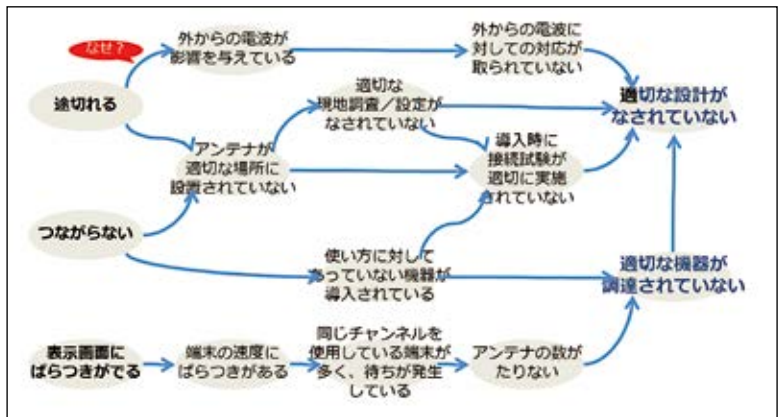 なぜ？
外からの電波が
影響を与えている
外からの電波に
対しての対応が
取られていない
途切れる
適切な
現地調査／設定が
なされていない
適切な設計が
なされていない
アンテナが
適切な場所に
設置されていない
導入時に
接続試験が
適切に実施
されていない
つながらない
使い方に対して
あっていない機器が
導入されている
適切な機器が
調達されていない
表示画面に
ばらつきがでる
端末の速度に
ばらつきがある
同じチャンネルを
使用している端末が
多く、待ちが発生
している
アンテナの数が
たりない